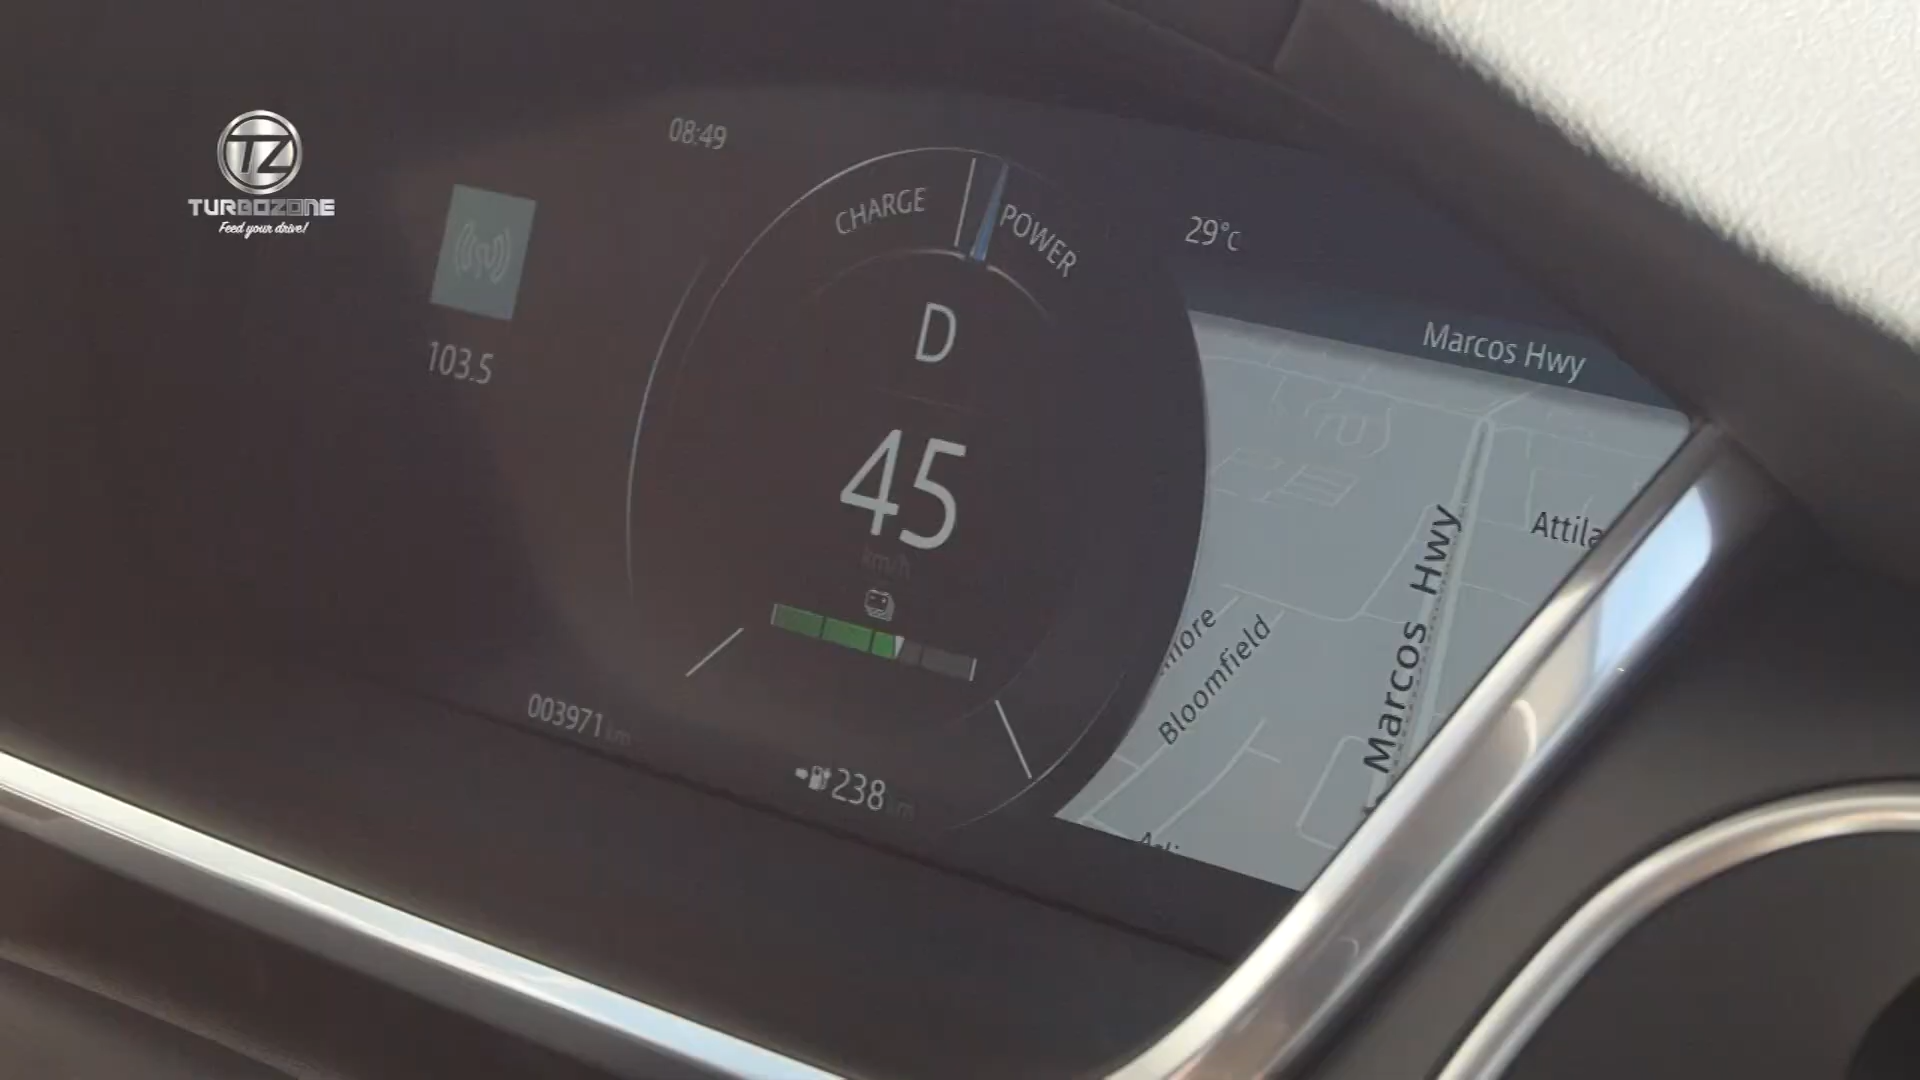 TZ
TURBOZONE
Feed your drive!
08:49
103.5
CHARGE
POWER
29°C
D
45
km/h
003971 km
238 km
Marcos Hwy
Marcos Hwy
Attila
Bloomfield